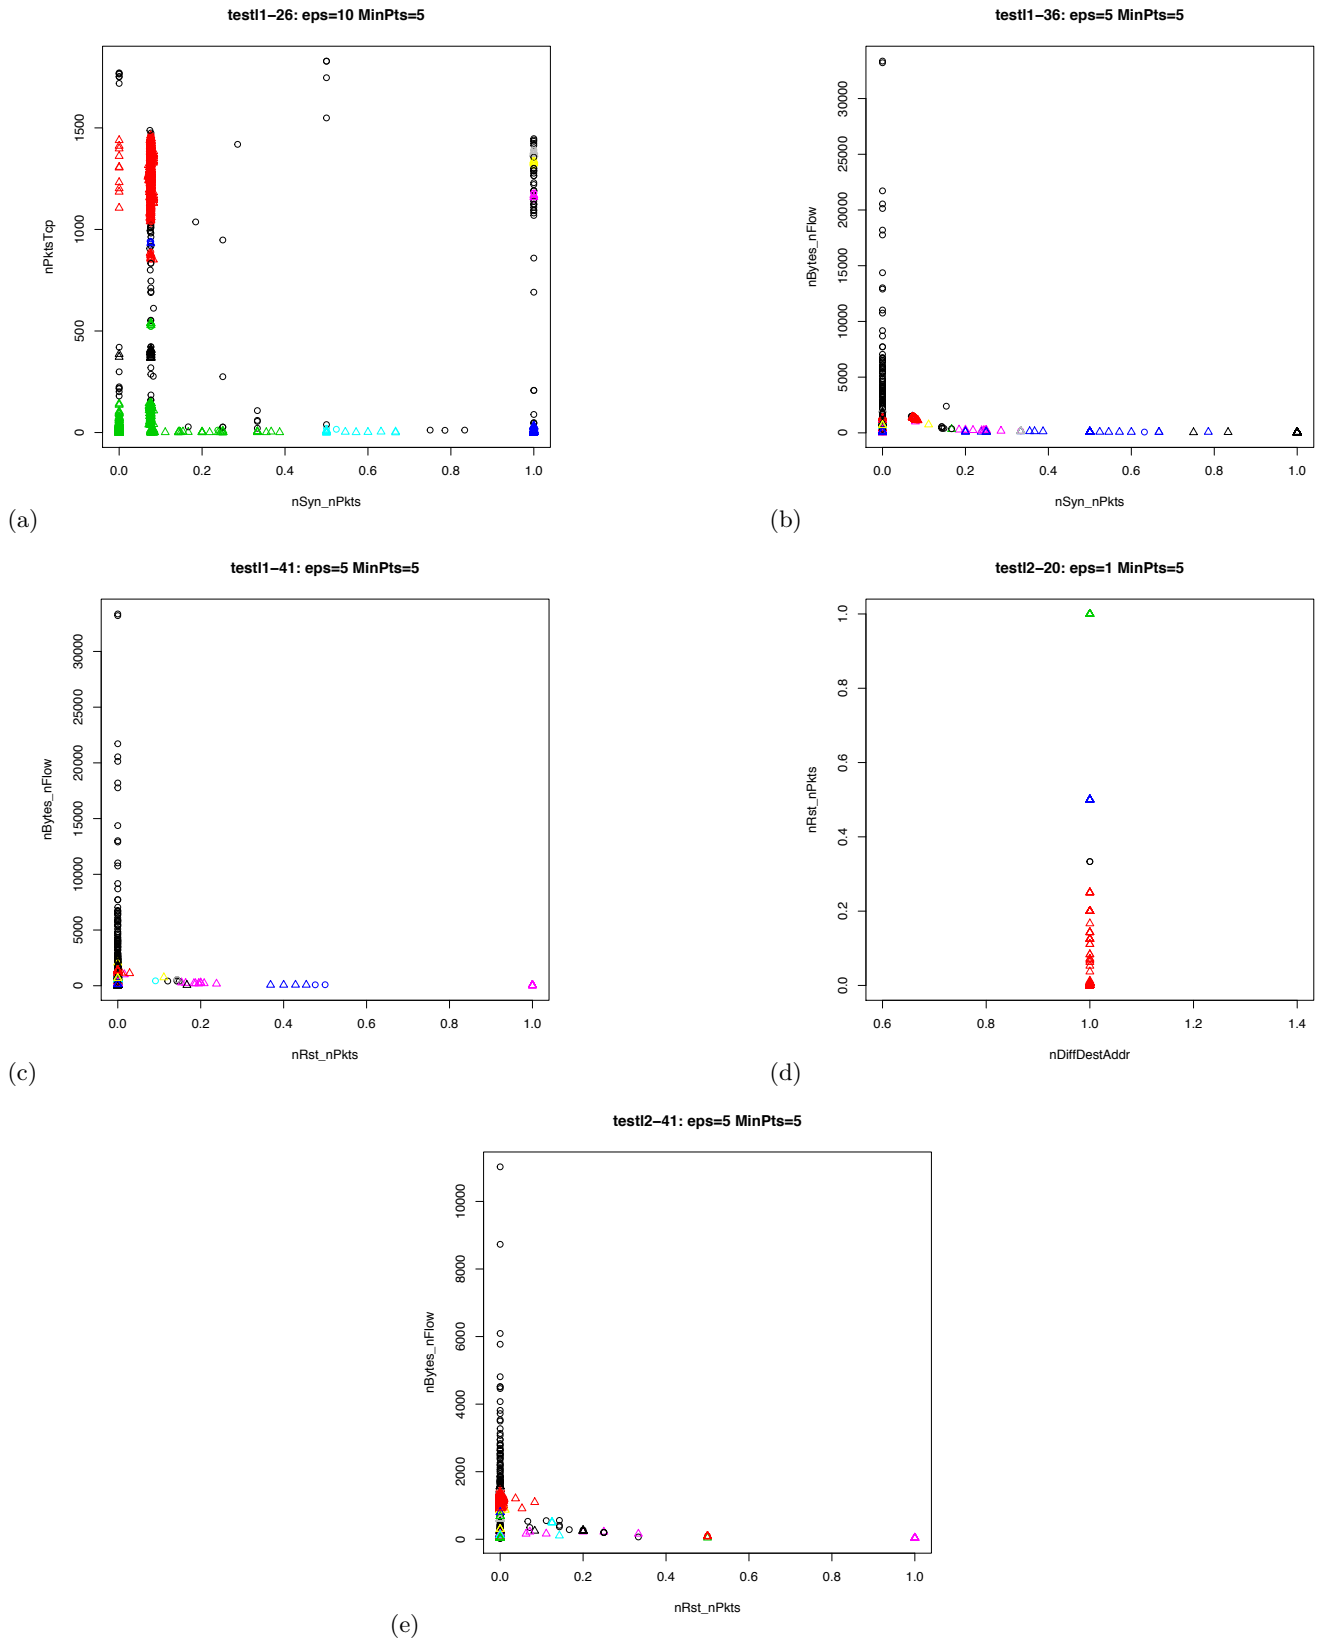 testl1−26: eps=10 MinPts=5
nPktsTcp
0 500 1000 1500
0.0 0.2 0.4 0.6 0.8 1.0
nSyn_nPkts
(a)
testl1−36: eps=5 MinPts=5
nBytes_nFlow
0 5000 10000 15000 20000 25000 30000
0.0 0.2 0.4 0.6 0.8 1.0
nSyn_nPkts
(b)
testl1−41: eps=5 MinPts=5
nBytes_nFlow
0 5000 10000 15000 20000 25000 30000
0.0 0.2 0.4 0.6 0.8 1.0
nRst_nPkts
(c)
testl2−20: eps=1 MinPts=5
nRst_nPkts
0.0 0.2 0.4 0.6 0.8 1.0
0.6 0.8 1.0 1.2 1.4
nDiffDestAddr
(d)
testl2−41: eps=5 MinPts=5
nBytes_nFlow
0 2000 4000 6000 8000 10000
0.0 0.2 0.4 0.6 0.8 1.0
nRst_nPkts
(e)